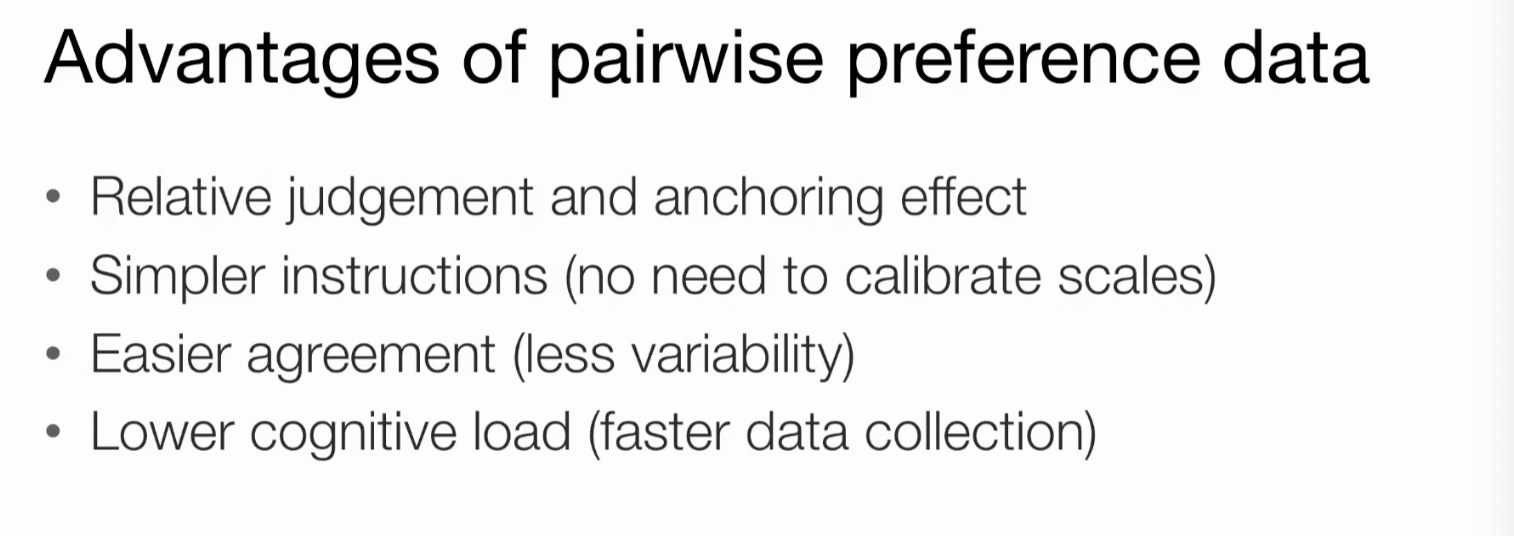 Advantages of pairwise preference data
• Relative judgement and anchoring effect
• Simpler instructions (no need to calibrate scales)
• Easier agreement (less variability)
• Lower cognitive load (faster data collection)